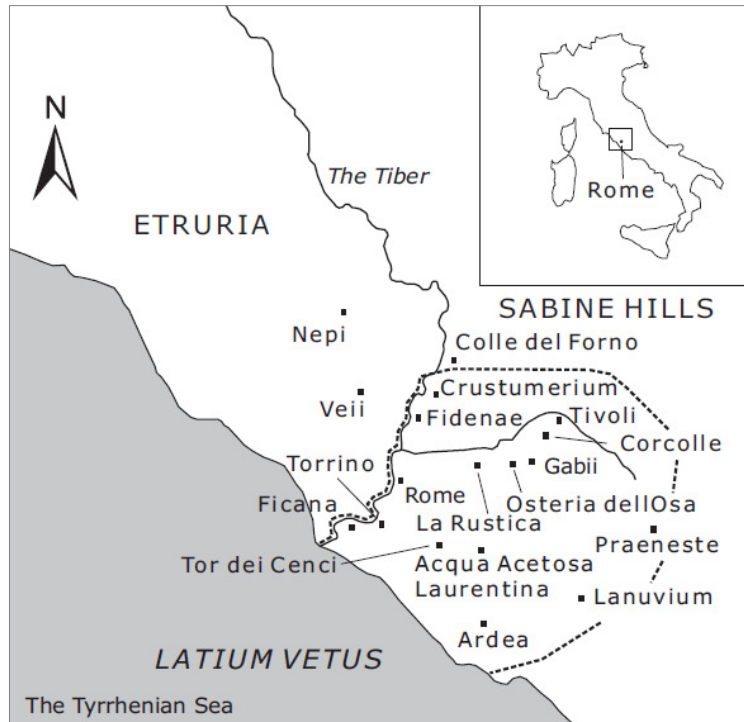 N
The Tiber
Rome
ETRURIA
SABINE HILLS
Nepi
Colle del Forno
Crustumerium
Veii
Fidenae
Tivoli
Corcolle
Torrino
Gabii
Rome
Ficana
Osteria dellOsa
La Rustica
Praeneste
Tor dei Cenci
Acqua Acetosa
Laurentina
Lanuvium
Ardea
LATIUM VETUS
The Tyrrhenian Sea